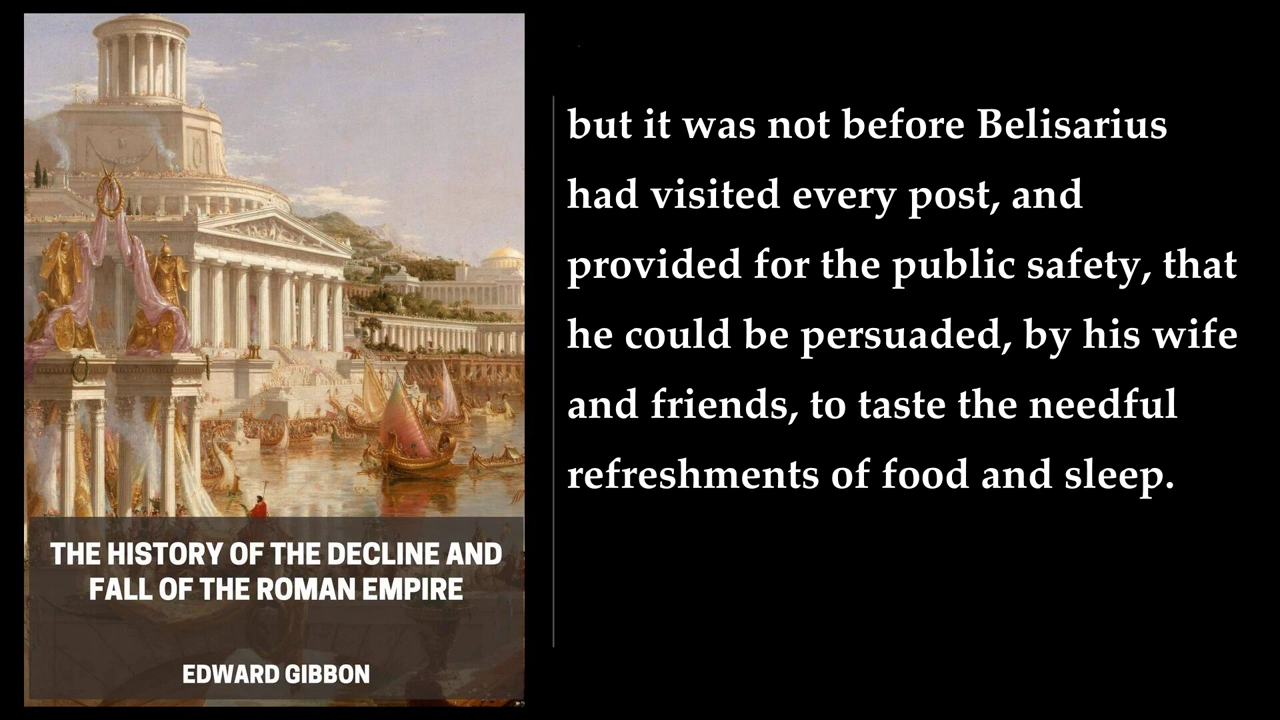 but it was not before Belisarius
had visited every post, and
provided for the public safety, that
he could be persuaded, by his wife
and friends, to taste the needful
refreshments of food and sleep.
THE HISTORY OF THE DECLINE AND
FALL OF THE ROMAN EMPIRE
EDWARD GIBBON